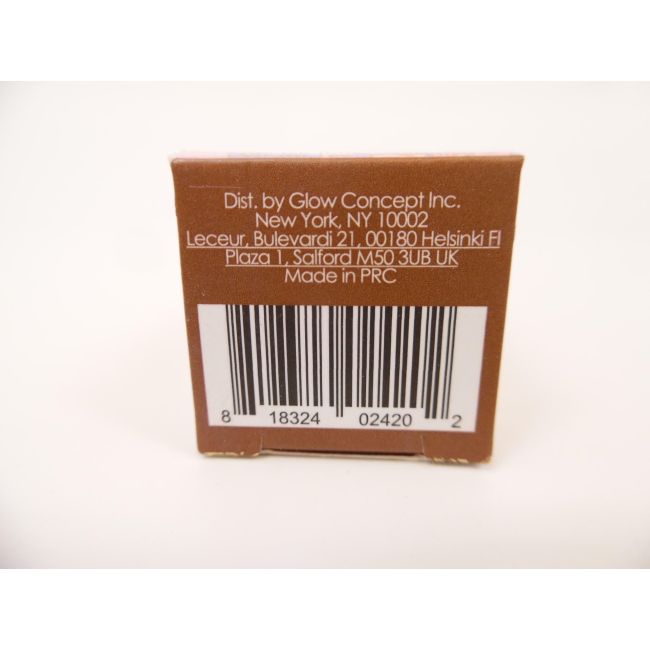 Dist. by Glow Concept Inc.
New York, NY 10002
Leceur, Bulevardi 21, 00180 Helsinki FI
Plaza 1, Salford M50 3UB UK
Made in PRC
8 18324 02420 2